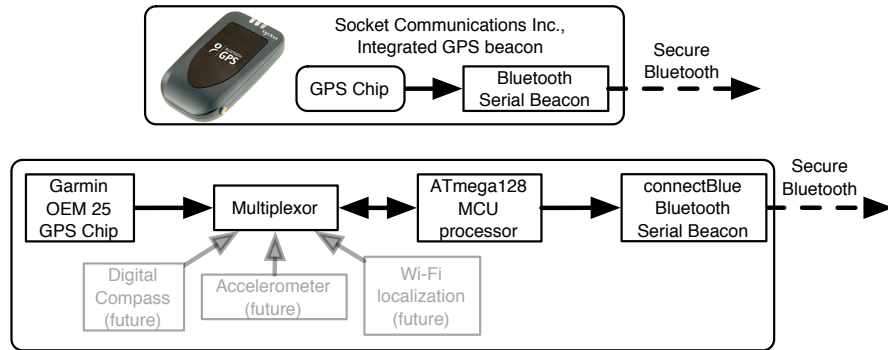 Socket Communications Inc.,
Integrated GPS beacon
GPS
GPS Chip
Bluetooth
Serial Beacon
Secure
Bluetooth
Garmin
OEM 25
GPS Chip
Multiplexor
ATmega128
MCU
processor
connectBlue
Bluetooth
Serial Beacon
Secure
Bluetooth
Digital
Compass
(future)
Accelerometer
(future)
Wi-Fi
localization
(future)